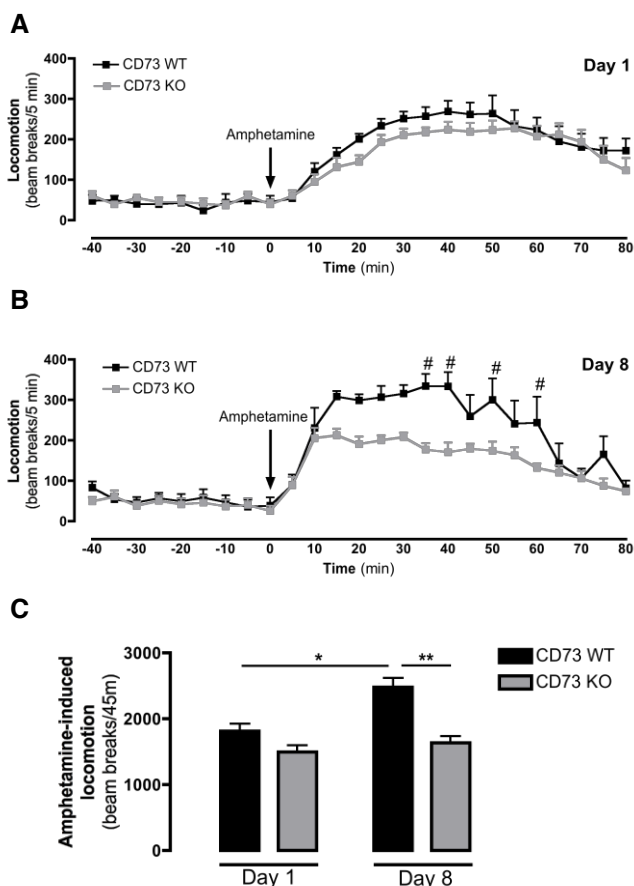 A
CD73 WT
CD73 KO
Day 1
Amphetamine
Locomotion
(beam breaks/5 min)
400
300
200
100
0
-40 -30 -20 -10 0 10 20 30 40 50 60 70 80
Time (min)
B
CD73 WT
CD73 KO
Day 8
Amphetamine
# # # #
Locomotion
(beam breaks/5 min)
400
300
200
100
0
-40 -30 -20 -10 0 10 20 30 40 50 60 70 80
Time (min)
C
Amphetamine-induced
locomotion
(beam breaks/45m)
3000
2000
1000
0
* **
CD73 WT
CD73 KO
Day 1 Day 8